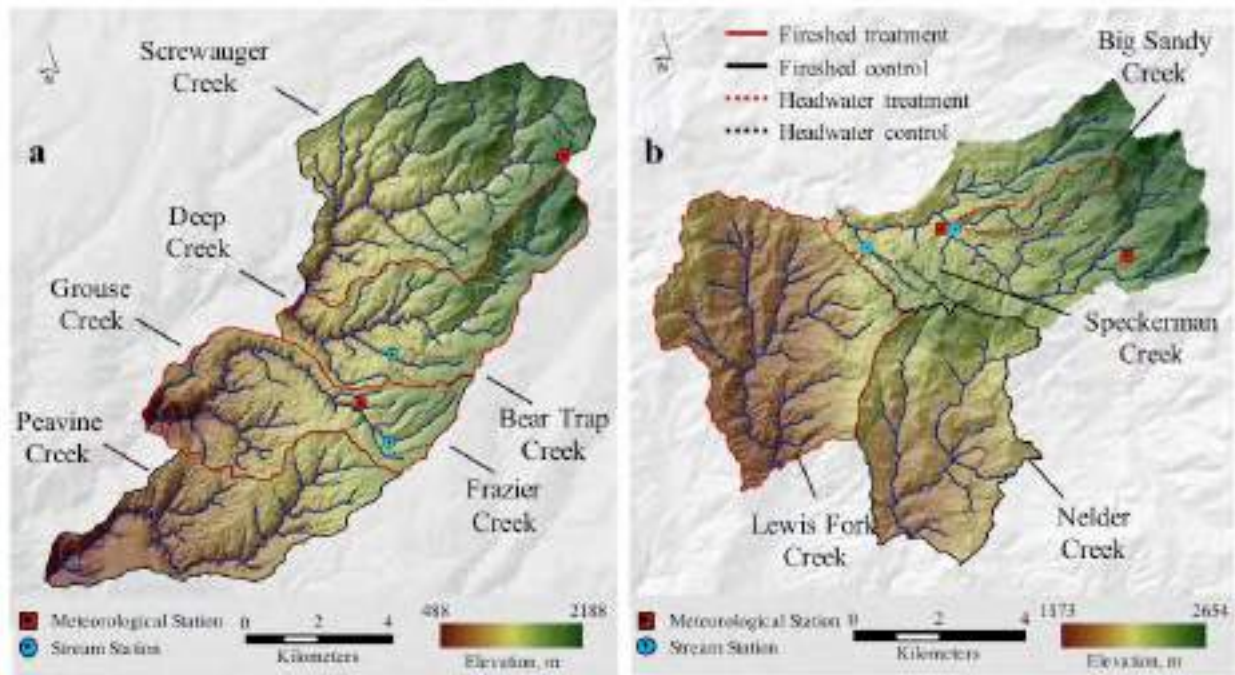 Screwauger
Creek
a
Deep
Creek
Grouse
Creek
Peavine
Creek
Bear Trap
Creek
Frazier
Creek
Meteorological Station
Stream Station
0 2 4
Kilometers
488 2188
Elevation, m
Fireshed treatment
Fireshed control
Headwater treatment
Headwater control
b
Big Sandy
Creek
Speckerman
Creek
Lewis Fork
Creek
Nelder
Creek
Meteorological Station
Stream Station
0 2 4
Kilometers
1173 2654
Elevation, m